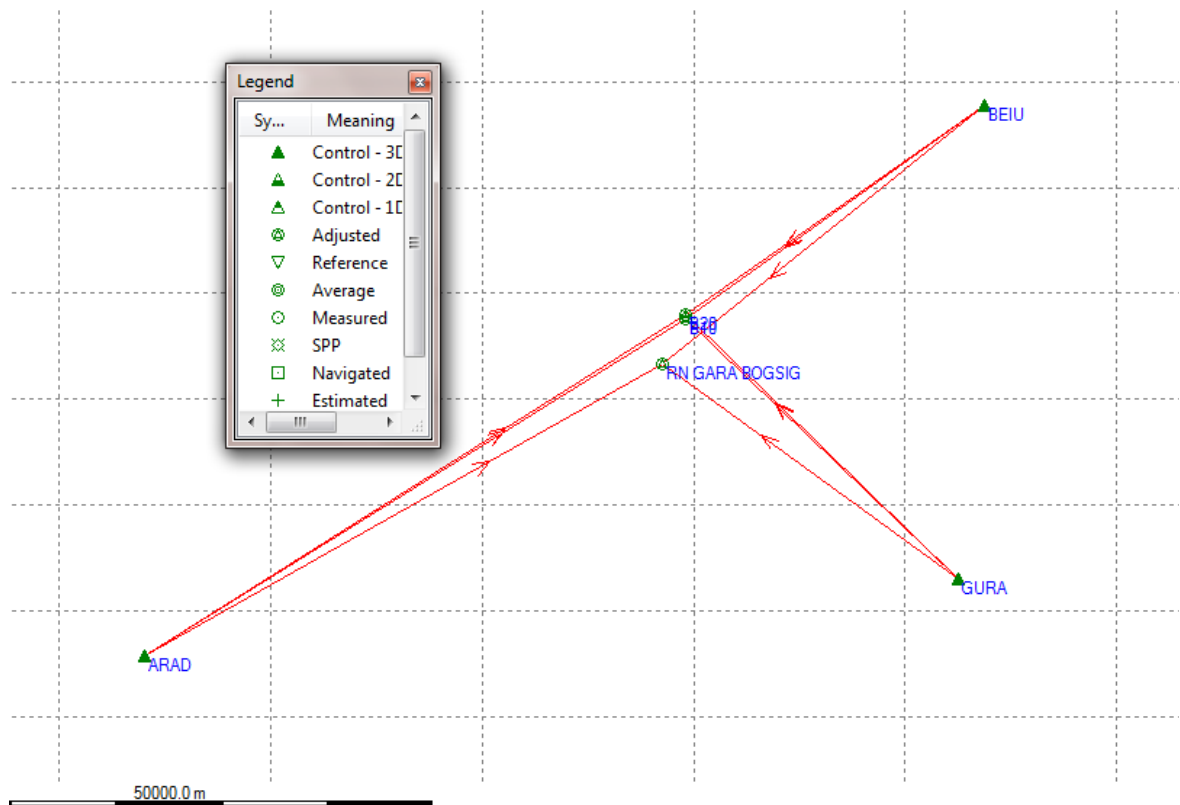 Legend
Sy... Meaning
Control - 3D
Control - 2D
Control - 1D
Adjusted
Reference
Average
Measured
SPP
Navigated
Estimated
BEIU
RN GARA BOGSIG
GURA
ARAD
50000.0 m